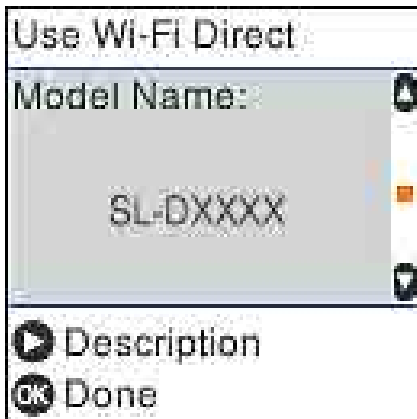 Use Wi-Fi Direct
Model Name:
SL-DXXXX
Description
OK Done